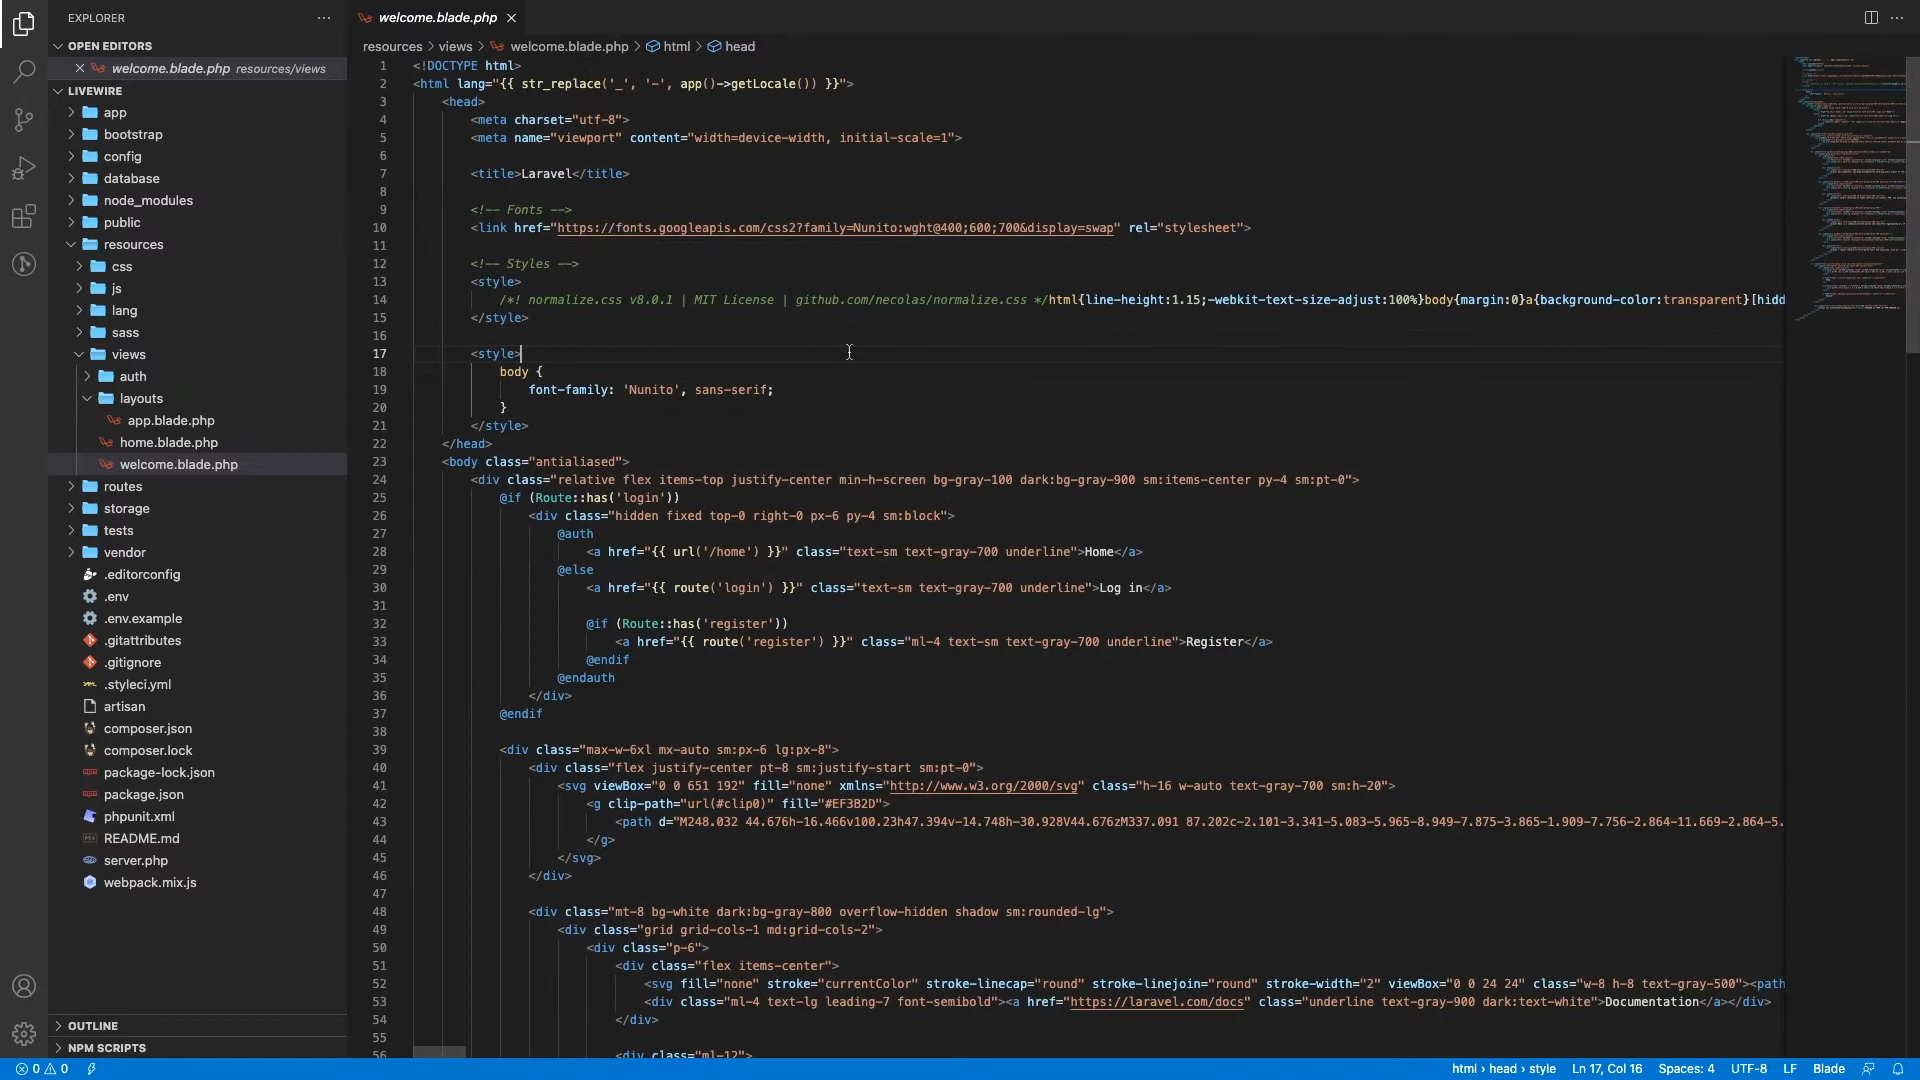 EXPLORER
OPEN EDITORS
welcome.blade.php resources/views
LIVEWIRE
app
bootstrap
config
database
node_modules
public
resources
css
js
lang
sass
views
auth
layouts
app.blade.php
home.blade.php
welcome.blade.php
routes
storage
tests
vendor
.editorconfig
.env
.env.example
.gitattributes
.gitignore
.styleci.yml
artisan
composer.json
composer.lock
package-lock.json
package.json
phpunit.xml
README.md
server.php
webpack.mix.js
OUTLINE
NPM SCRIPTS
welcome.blade.php
resources > views > welcome.blade.php > html > head
1 <!DOCTYPE html>
2 <html lang="{{ str_replace('_', '-', app()->getLocale()) }}">
3 <head>
4 <meta charset="utf-8">
5 <meta name="viewport" content="width=device-width, initial-scale=1">
6
7 <title>Laravel</title>
8
9 <!-- Fonts -->
10 <link href="https://fonts.googleapis.com/css2?family=Nunito:wght@400;600;700&display=swap" rel="stylesheet">
11
12 <!-- Styles -->
13 <style>
14 /*! normalize.css v8.0.1 | MIT License | github.com/necolas/normalize.css */html{line-height:1.15;-webkit-text-size-adjust:100%}body{margin:0}a{background-color:transparent}[hidd
15 </style>
16
17 <style>
18 body {
19 font-family: 'Nunito', sans-serif;
20 }
21 </style>
22 </head>
23 <body class="antialiased">
24 <div class="relative flex items-top justify-center min-h-screen bg-gray-100 dark:bg-gray-900 sm:items-center py-4 sm:pt-0">
25 @if (Route::has('login'))
26 <div class="hidden fixed top-0 right-0 px-6 py-4 sm:block">
27 @auth
28 <a href="{{ url('/home') }}" class="text-sm text-gray-700 underline">Home</a>
29 @else
30 <a href="{{ route('login') }}" class="text-sm text-gray-700 underline">Log in</a>
31
32 @if (Route::has('register'))
33 <a href="{{ route('register') }}" class="ml-4 text-sm text-gray-700 underline">Register</a>
34 @endif
35 @endauth
36 </div>
37 @endif
38
39 <div class="max-w-6xl mx-auto sm:px-6 lg:px-8">
40 <div class="flex justify-center pt-8 sm:justify-start sm:pt-0">
41 <svg viewBox="0 0 651 192" fill="none" xmlns="http://www.w3.org/2000/svg" class="h-16 w-auto text-gray-700 sm:h-20">
42 <g clip-path="url(#clip0)" fill="#EF3B2D">
43 <path d="M248.032 44.676h-16.466v100.23h47.394v-14.748h-30.928V44.676zM337.091 87.202c-2.101-3.341-5.083-5.965-8.949-7.875-3.865-1.909-7.756-2.864-11.669-2.864-5.
44 </g>
45 </svg>
46 </div>
47
48 <div class="mt-8 bg-white dark:bg-gray-800 overflow-hidden shadow sm:rounded-lg">
49 <div class="grid grid-cols-1 md:grid-cols-2">
50 <div class="p-6">
51 <div class="flex items-center">
52 <svg fill="none" stroke="currentColor" stroke-linecap="round" stroke-linejoin="round" stroke-width="2" viewBox="0 0 24 24" class="w-8 h-8 text-gray-500"><path
53 <div class="ml-4 text-lg leading-7 font-semibold"><a href="https://laravel.com/docs" class="underline text-gray-900 dark:text-white">Documentation</a></div>
54 </div>
55
56 <div class="ml-12">
0 0 html › head › style Ln 17, Col 16 Spaces: 4 UTF-8 LF Blade